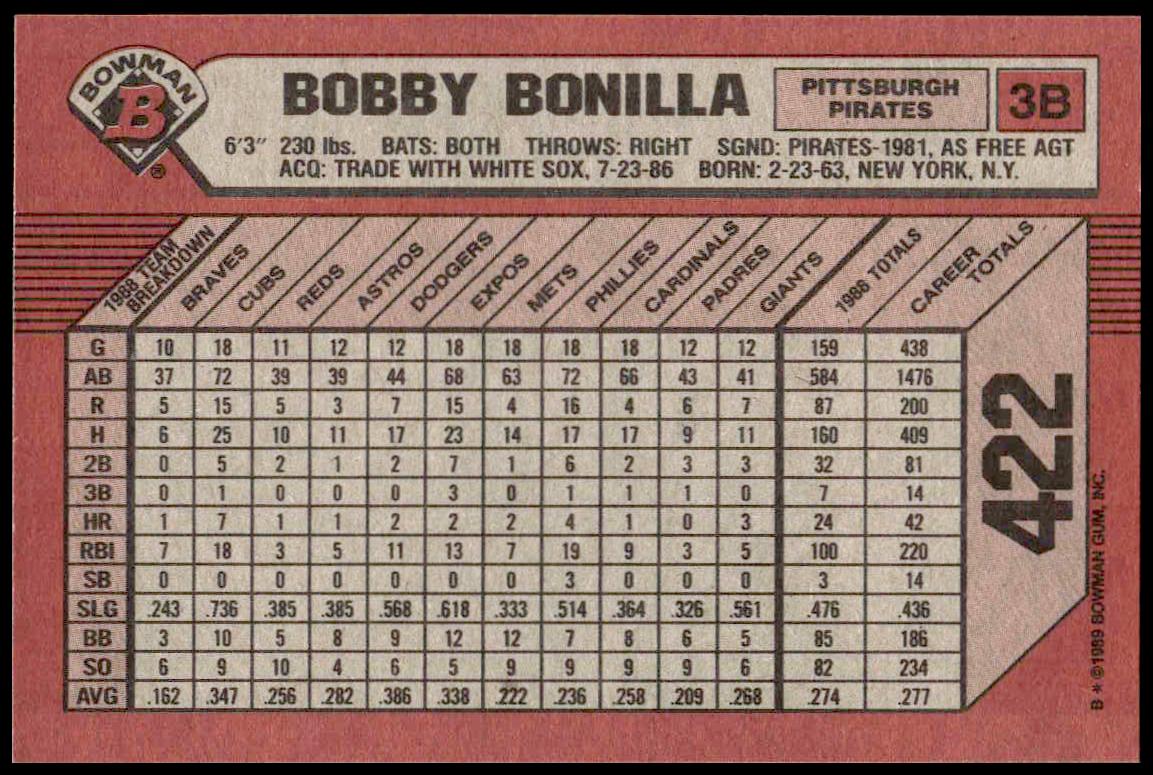 BOWMAN
B
®
BOBBY BONILLA
PITTSBURGH
PIRATES
3B
6'3" 230 lbs. BATS: BOTH THROWS: RIGHT SGND: PIRATES-1981, AS FREE AGT
ACQ: TRADE WITH WHITE SOX, 7-23-86 BORN: 2-23-63, NEW YORK, N.Y.
1988 TEAM BREAKDOWN BRAVES CUBS REDS ASTROS DODGERS EXPOS METS PHILLIES CARDINALS PADRES GIANTS 1988 TOTALS CAREER TOTALS
G 10 18 11 12 12 18 18 18 18 12 12 159 438
AB 37 72 39 39 44 68 63 72 66 43 41 584 1476
R 5 15 5 3 7 15 4 16 4 6 7 87 200
H 6 25 10 11 17 23 14 17 17 9 11 160 409
2B 0 5 2 1 2 7 1 6 2 3 3 32 81
3B 0 1 0 0 0 3 0 1 1 1 0 7 14
HR 1 7 1 1 2 2 2 4 1 0 3 24 42
RBI 7 18 3 5 11 13 7 19 9 3 5 100 220
SB 0 0 0 0 0 0 0 3 0 0 0 3 14
SLG .243 .736 .385 .385 .568 .618 .333 .514 .364 .326 .561 .476 .436
BB 3 10 5 8 9 12 12 7 8 6 5 85 186
SO 6 9 10 4 6 5 9 9 9 9 6 82 234
AVG .162 .347 .256 .282 .386 .338 .222 .236 .258 .209 .268 .274 .277
422
B*©1989 BOWMAN GUM, INC.